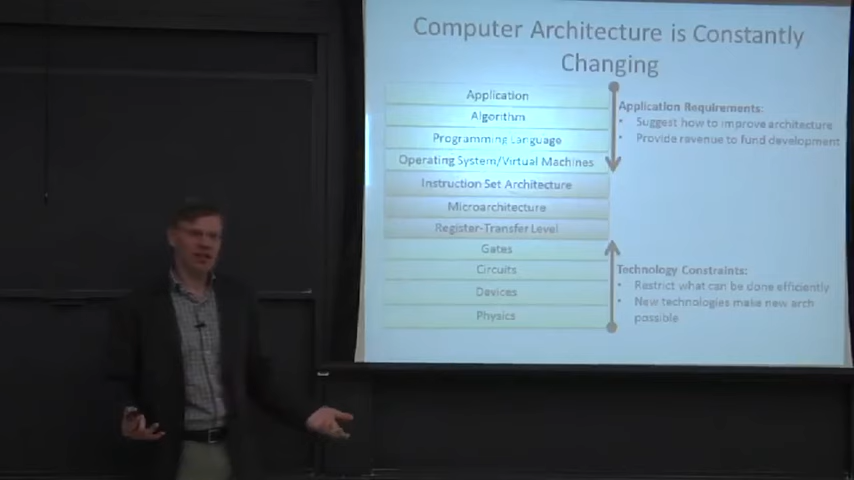 Computer Architecture is Constantly
Changing
Application
Algorithm
Programming Language
Operating System/Virtual Machines
Instruction Set Architecture
Microarchitecture
Register-Transfer Level
Gates
Circuits
Devices
Physics
Application Requirements:
• Suggest how to improve architecture
• Provide revenue to fund development
Technology Constraints:
• Restrict what can be done efficiently
• New technologies make new arch
possible